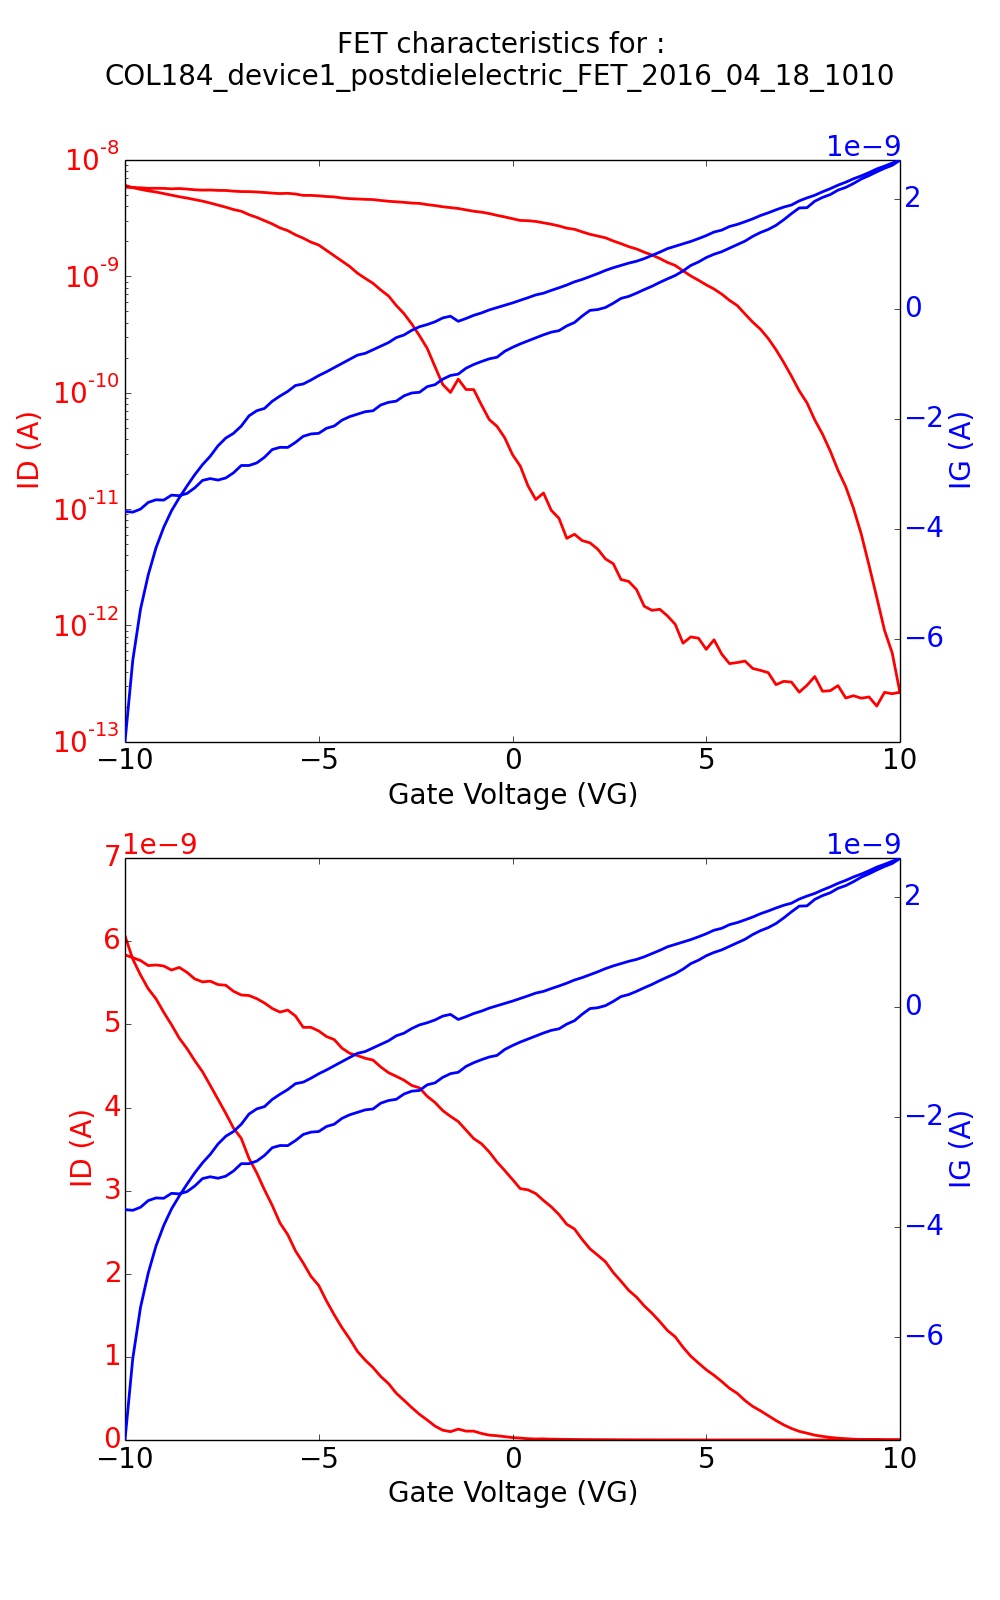 FET characteristics for :
COL184_device1_postdielelectric_FET_2016_04_18_1010
1e−9
10-8
10-9
10-10
10-11
10-12
10-13
ID (A)
2
0
−2
−4
−6
IG (A)
−10 −5 0 5 10
Gate Voltage (VG)
1e−9 1e−9
7
6
5
4
3
2
1
0
ID (A)
2
0
−2
−4
−6
IG (A)
−10 −5 0 5 10
Gate Voltage (VG)